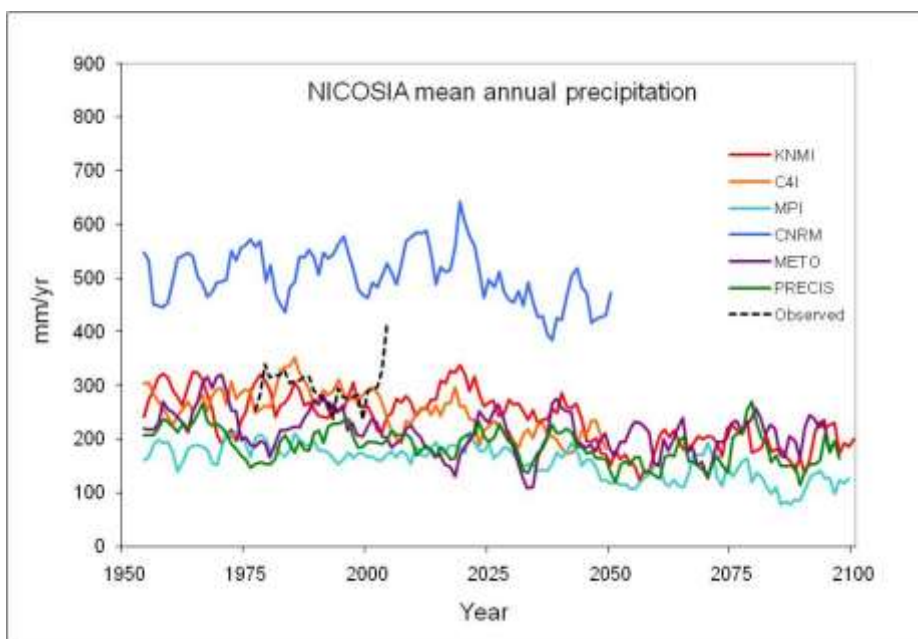 NICOSIA mean annual precipitation
900
800
700
600
500
400
300
200
100
0
mm/yr
KNMI
C4I
MPI
CNRM
METO
PRECIS
Observed
1950 1975 2000 2025 2050 2075 2100
Year